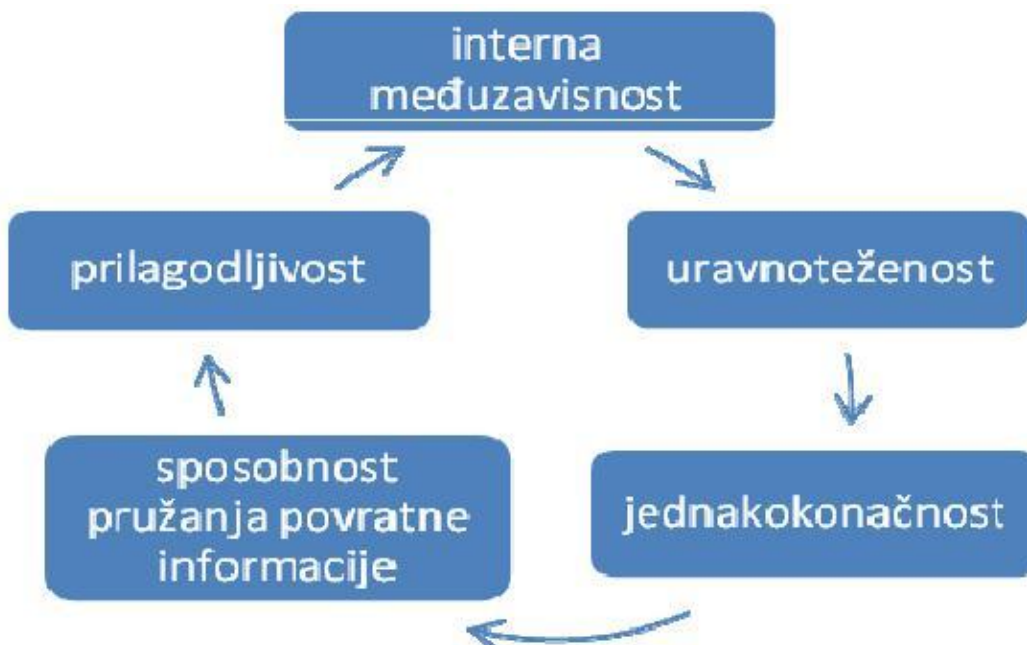 interna
međuzavisnost
prilagodljivost
uravnoteženost
sposobnost
pružanja povratne
informacije
jednakokonačnost